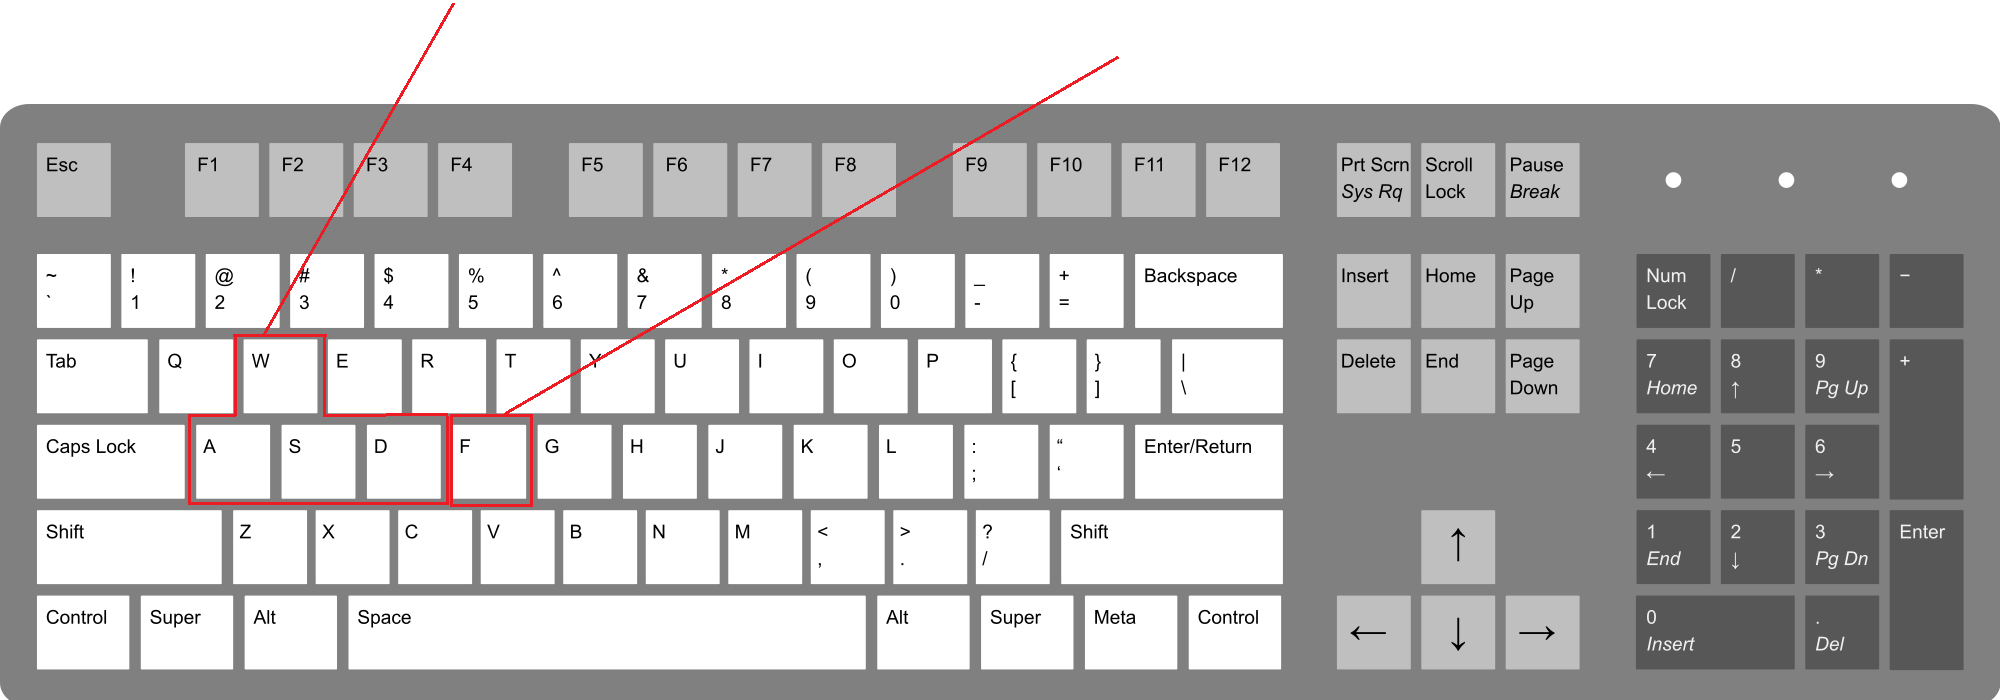 Esc F1 F2 F3 F4 F5 F6 F7 F8 F9 F10 F11 F12 Prt Scrn Scroll Pause
Sys Rq Lock Break
~ ! @ # $ % ^ & * ( ) _ + Backspace Insert Home Page Num / * −
` 1 2 3 4 5 6 7 8 9 0 - = Up Lock
Tab Q W E R T Y U I O P { } | Delete End Page 7 8 9 +
[ ] \ Down Home ↑ Pg Up
Caps Lock A S D F G H J K L : “ Enter/Return 4 5 6
; ‘ ← →
Shift Z X C V B N M < > ? Shift ↑ 1 2 3 Enter
, . / End ↓ Pg Dn
Control Super Alt Space Alt Super Meta Control ← ↓ → 0 .
Insert Del